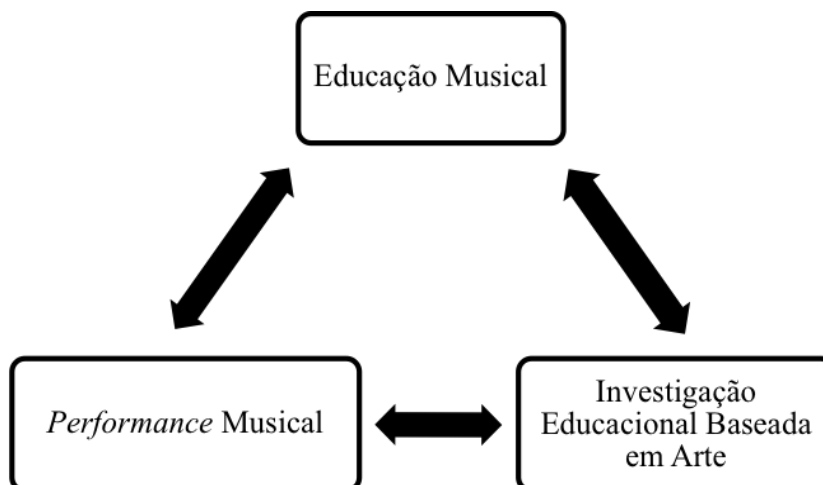 Educação Musical
Performance Musical
Investigação
Educacional Baseada
em Arte